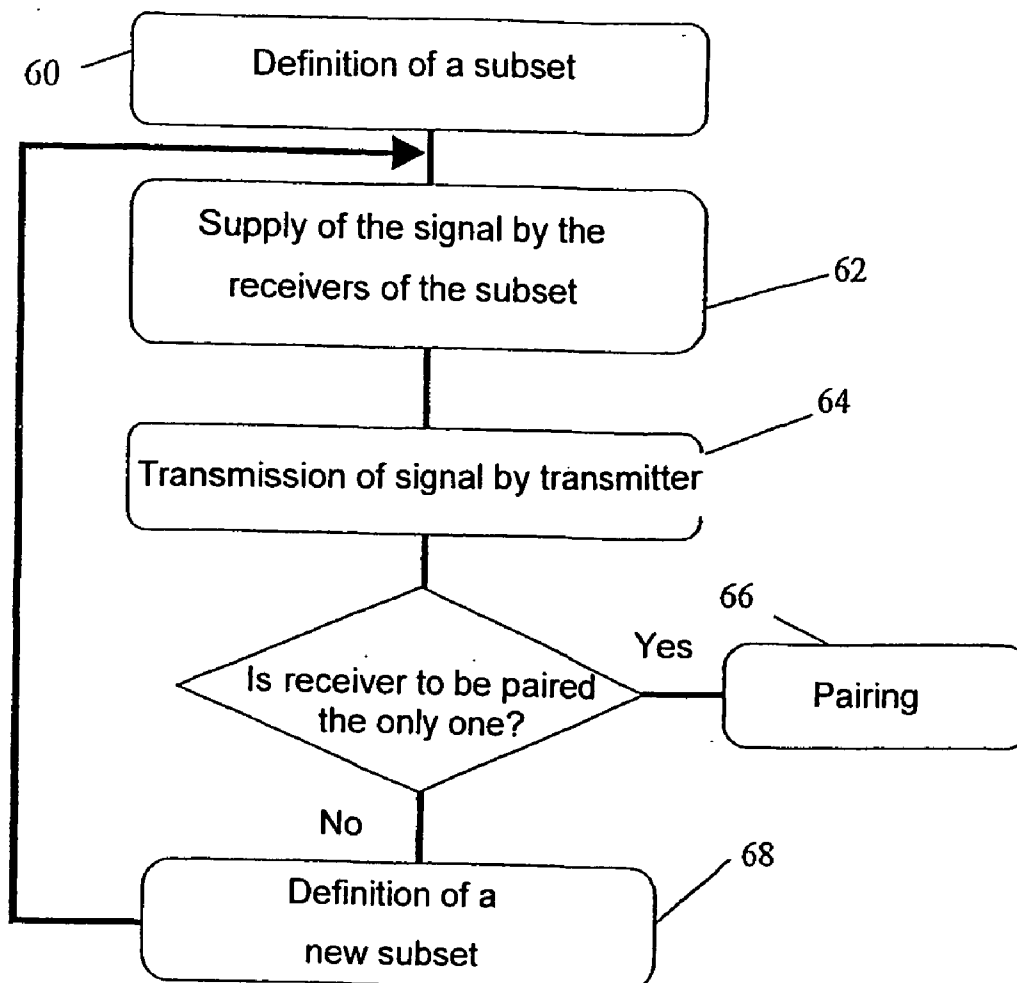 60
Definition of a subset
Supply of the signal by the
receivers of the subset
62
64
Transmission of signal by transmitter
66
Yes
Is receiver to be paired
the only one?
Pairing
No
68
Definition of a
new subset